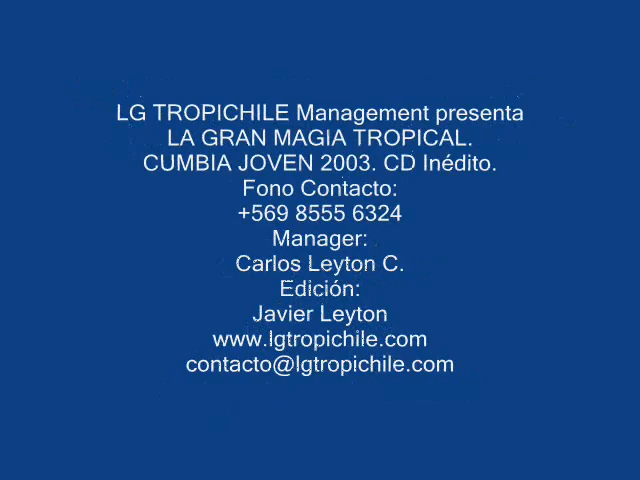 LG TROPICHILE Management presenta
LA GRAN MAGIA TROPICAL.
CUMBIA JOVEN 2003. CD Inédito.
Fono Contacto:
+569 8555 6324
Manager:
Carlos Leyton C.
Edición:
Javier Leyton
www.lgtropichile.com
contacto@lgtropichile.com